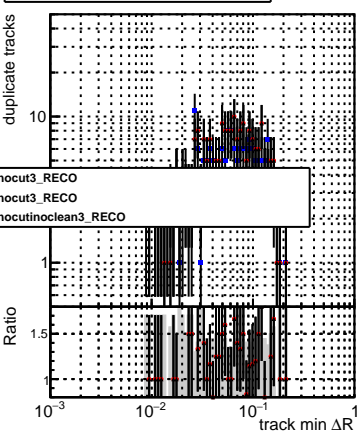 duplicate tracks
10
nocut3_RECO
nocut3_RECO
nocutinoclean3_RECO
1
Ratio
1.5
1
10⁻³ 10⁻² 10⁻¹ 1
track min ΔR